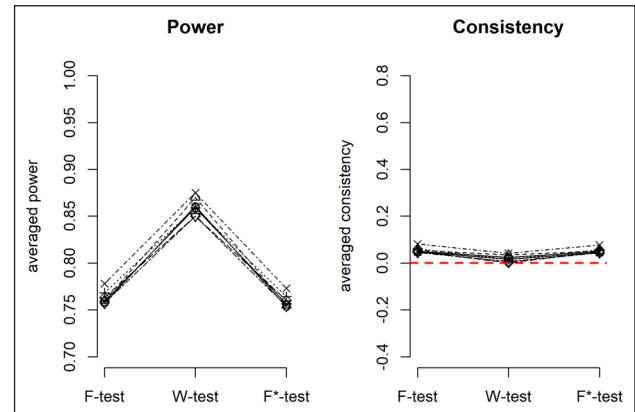 Power
averaged power
1.00
0.95
0.90
0.85
0.80
0.75
0.70
F-test W-test F*-test
Consistency
averaged consistency
0.8
0.6
0.4
0.2
0.0
-0.2
-0.4
F-test W-test F*-test